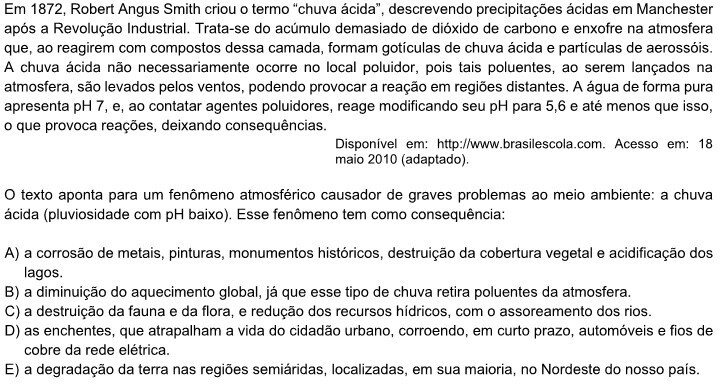 Em 1872, Robert Angus Smith criou o termo “chuva ácida”, descrevendo precipitações ácidas em Manchester
após a Revolução Industrial. Trata-se do acúmulo demasiado de dióxido de carbono e enxofre na atmosfera
que, ao reagirem com compostos dessa camada, formam gotículas de chuva ácida e partículas de aerossóis.
A chuva ácida não necessariamente ocorre no local poluidor, pois tais poluentes, ao serem lançados na
atmosfera, são levados pelos ventos, podendo provocar a reação em regiões distantes. A água de forma pura
apresenta pH 7, e, ao contatar agentes poluidores, reage modificando seu pH para 5,6 e até menos que isso,
o que provoca reações, deixando consequências.
Disponível em: http://www.brasilescola.com. Acesso em: 18
maio 2010 (adaptado).
O texto aponta para um fenômeno atmosférico causador de graves problemas ao meio ambiente: a chuva
ácida (pluviosidade com pH baixo). Esse fenômeno tem como consequência:
A) a corrosão de metais, pinturas, monumentos históricos, destruição da cobertura vegetal e acidificação dos
lagos.
B) a diminuição do aquecimento global, já que esse tipo de chuva retira poluentes da atmosfera.
C) a destruição da fauna e da flora, e redução dos recursos hídricos, com o assoreamento dos rios.
D) as enchentes, que atrapalham a vida do cidadão urbano, corroendo, em curto prazo, automóveis e fios de
cobre da rede elétrica.
E) a degradação da terra nas regiões semiáridas, localizadas, em sua maioria, no Nordeste do nosso país.